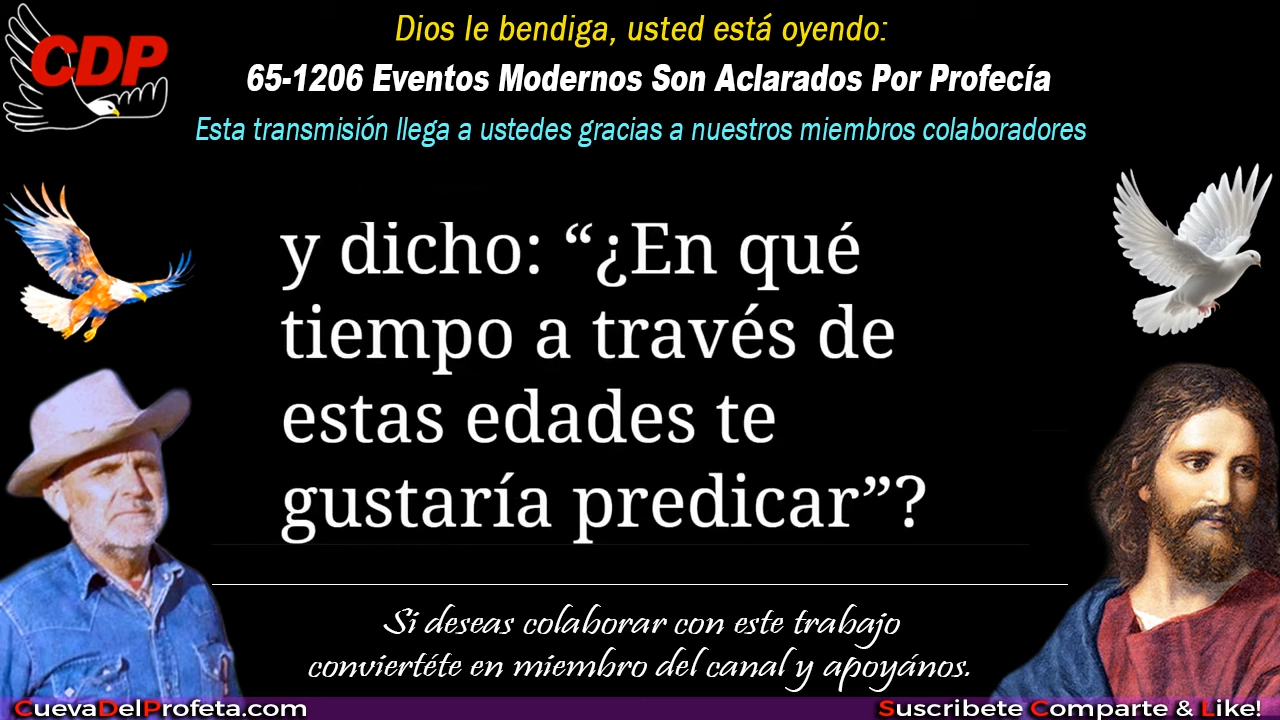 CDP
Dios le bendiga, usted está oyendo:
65-1206 Eventos Modernos Son Aclarados Por Profecía
Esta transmisión llega a ustedes gracias a nuestros miembros colaboradores
y dicho: “¿En qué
tiempo a través de
estas edades te
gustaría predicar”?
Si deseas colaborar con este trabajo
conviertéte en miembro del canal y apoyános.
CuevaDelProfeta.com
Suscribete Comparte & Like!